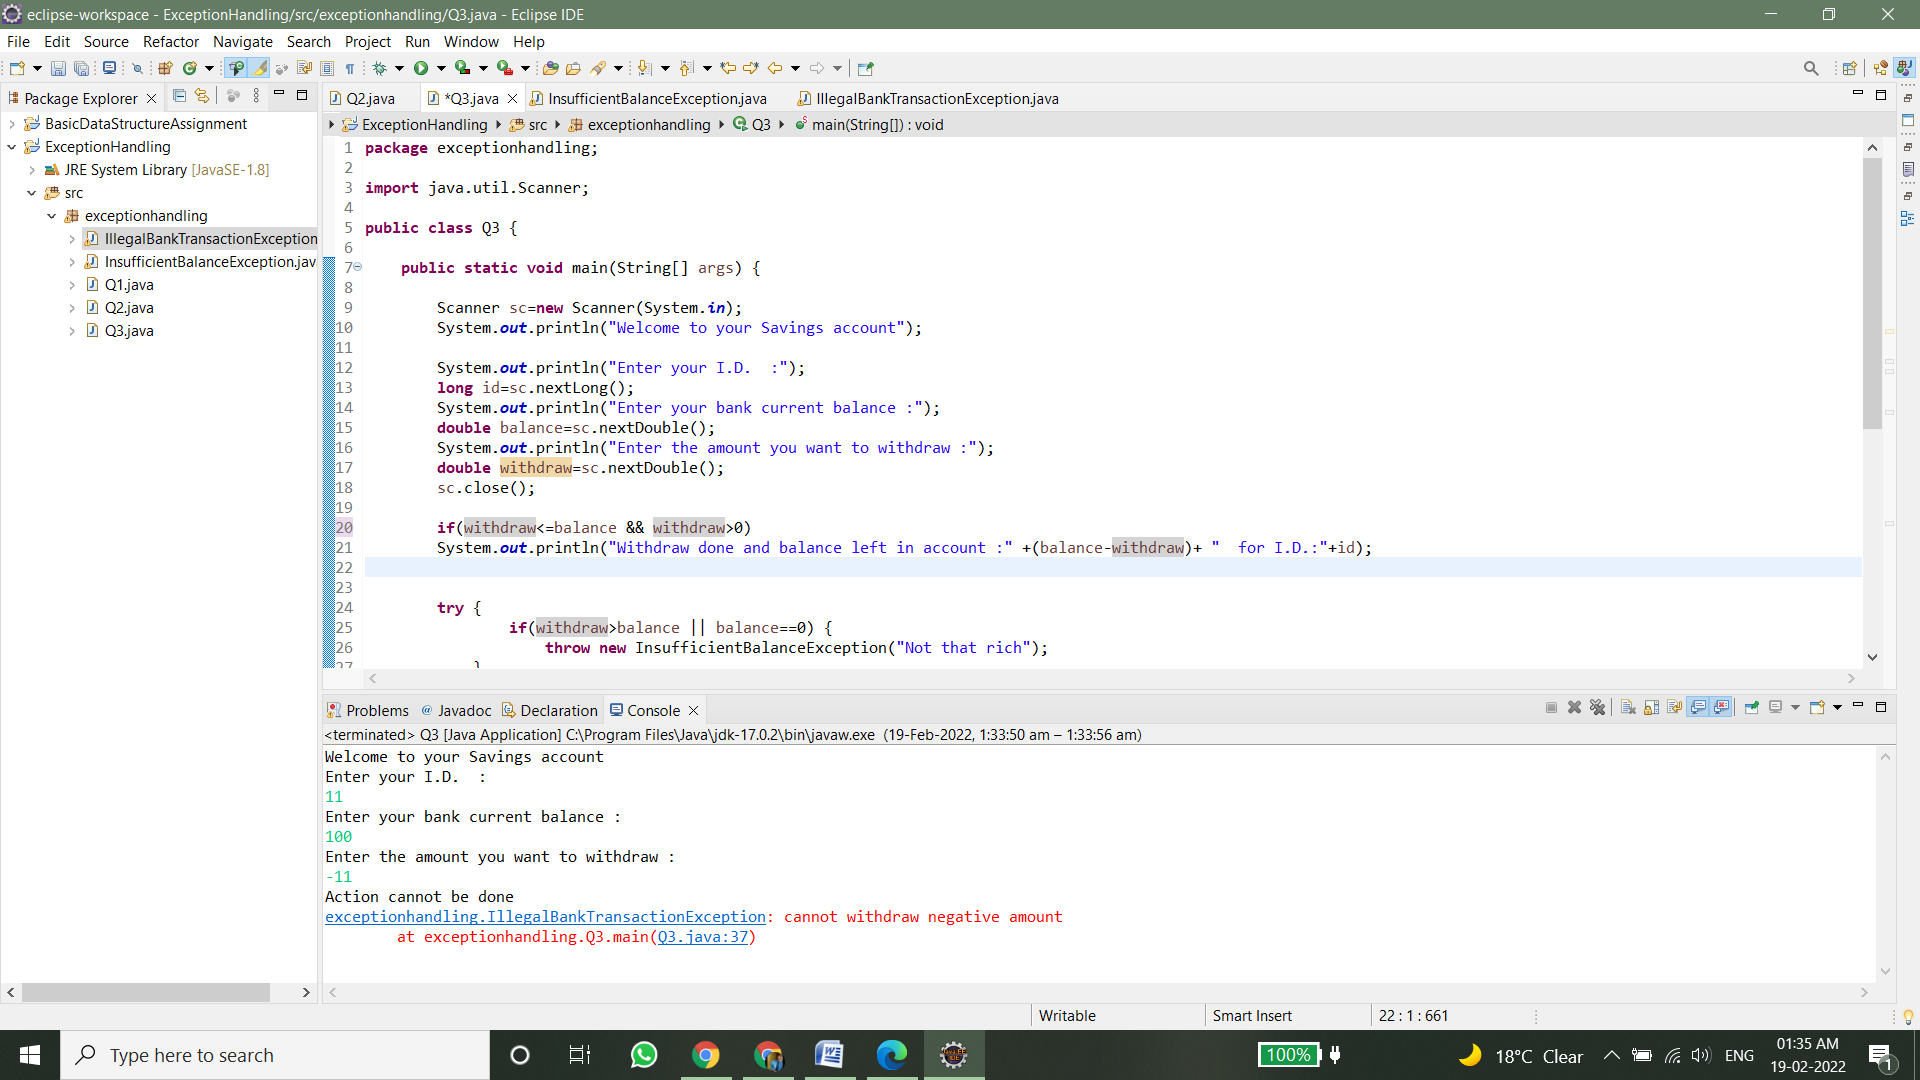 eclipse-workspace - ExceptionHandling/src/exceptionhandling/Q3.java - Eclipse IDE
File Edit Source Refactor Navigate Search Project Run Window Help
Package Explorer
BasicDataStructureAssignment
ExceptionHandling
JRE System Library [JavaSE-1.8]
src
exceptionhandling
IllegalBankTransactionException
InsufficientBalanceException.jav
Q1.java
Q2.java
Q3.java
Q2.java *Q3.java InsufficientBalanceException.java IllegalBankTransactionException.java
ExceptionHandling src exceptionhandling Q3 main(String[]) : void
1 package exceptionhandling;
2
3 import java.util.Scanner;
4
5 public class Q3 {
6
7 public static void main(String[] args) {
8
9 Scanner sc=new Scanner(System.in);
10 System.out.println("Welcome to your Savings account");
11
12 System.out.println("Enter your I.D.  :");
13 long id=sc.nextLong();
14 System.out.println("Enter your bank current balance :");
15 double balance=sc.nextDouble();
16 System.out.println("Enter the amount you want to withdraw :");
17 double withdraw=sc.nextDouble();
18 sc.close();
19
20 if(withdraw<=balance && withdraw>0)
21 System.out.println("Withdraw done and balance left in account :" +(balance-withdraw)+ "  for I.D.:"+id);
22
23
24 try {
25 if(withdraw>balance || balance==0) {
26 throw new InsufficientBalanceException("Not that rich");
27 }
Problems Javadoc Declaration Console
<terminated> Q3 [Java Application] C:\Program Files\Java\jdk-17.0.2\bin\javaw.exe (19-Feb-2022, 1:33:50 am – 1:33:56 am)
Welcome to your Savings account
Enter your I.D.  :
11
Enter your bank current balance :
100
Enter the amount you want to withdraw :
-11
Action cannot be done
exceptionhandling.IllegalBankTransactionException: cannot withdraw negative amount
at exceptionhandling.Q3.main(Q3.java:37)
Writable Smart Insert 22 : 1 : 661
Type here to search
100% 18°C Clear ENG 01:35 AM
19-02-2022
1